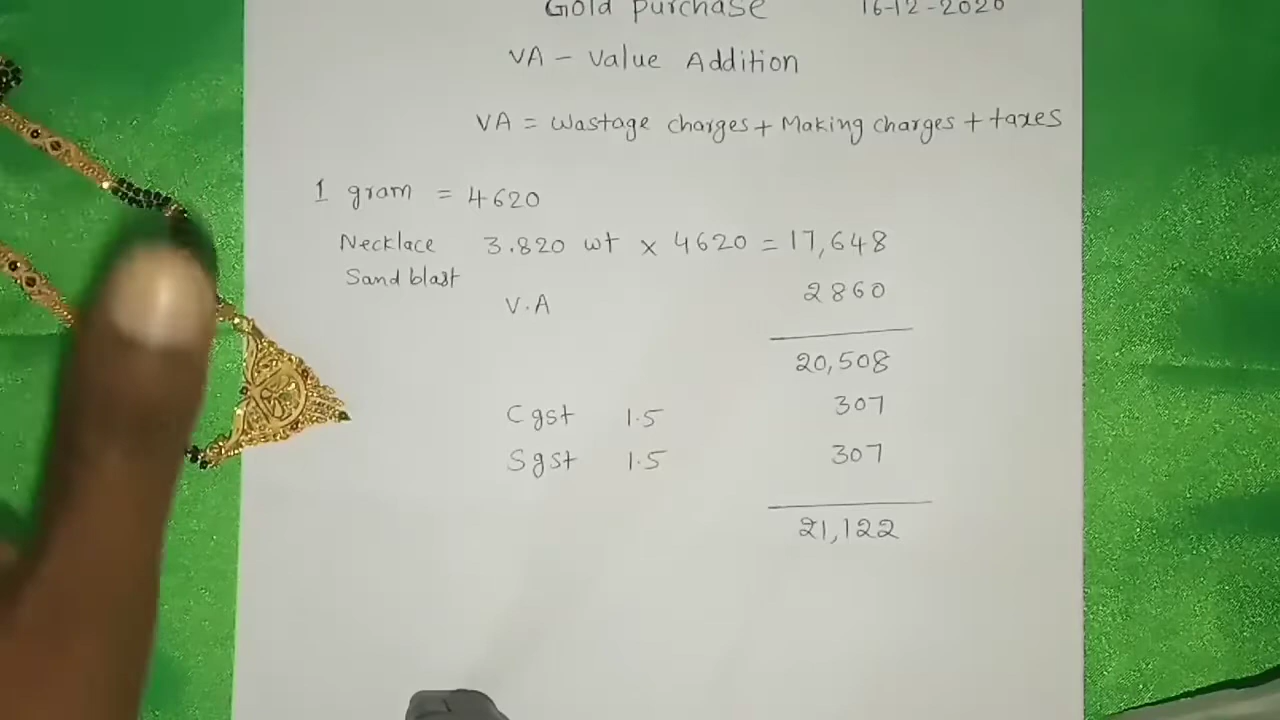 Gold purchase 16-12-2020
VA - Value Addition
VA = Wastage charges + Making charges + taxes
1 gram = 4620
Necklace 3.820 wt x 4620 = 17,648
Sand blast
V.A 2860
20,508
Cgst 1.5 307
Sgst 1.5 307
21,122